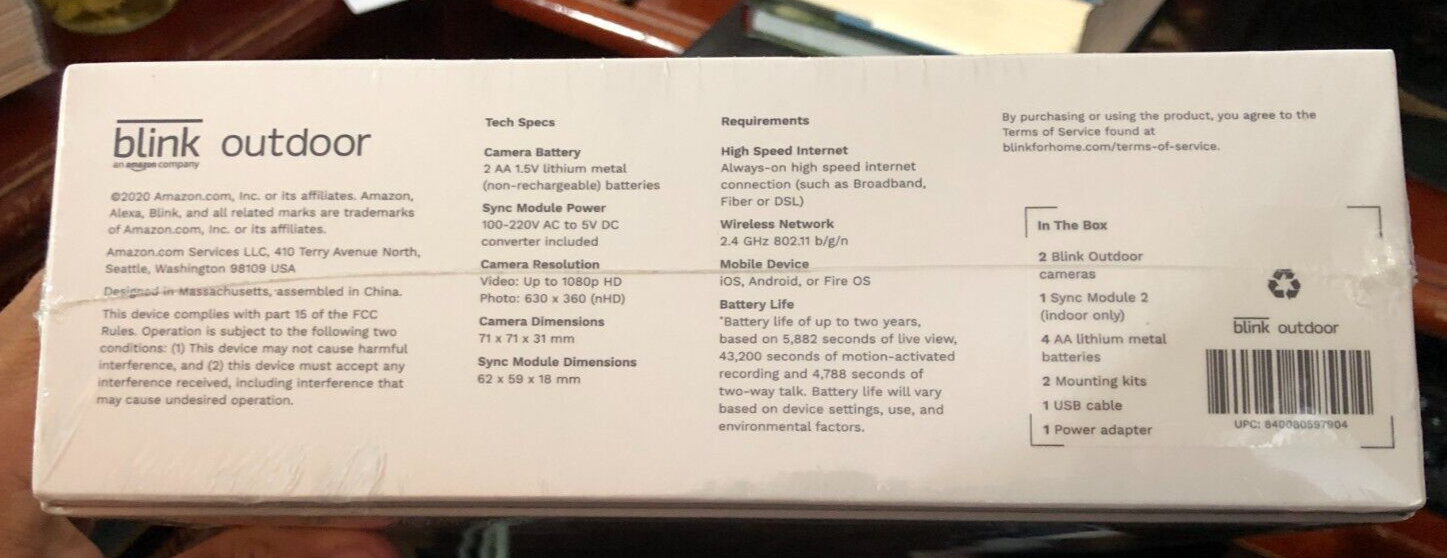 blink outdoor
an amazon company
©2020 Amazon.com, Inc. or its affiliates. Amazon,
Alexa, Blink, and all related marks are trademarks
of Amazon.com, Inc. or its affiliates.
Amazon.com Services LLC, 410 Terry Avenue North,
Seattle, Washington 98109 USA
Designed in Massachusetts, assembled in China.
This device complies with part 15 of the FCC
Rules. Operation is subject to the following two
conditions: (1) This device may not cause harmful
interference, and (2) this device must accept any
interference received, including interference that
may cause undesired operation.
Tech Specs
Camera Battery
2 AA 1.5V lithium metal
(non-rechargeable) batteries
Sync Module Power
100-220V AC to 5V DC
converter included
Camera Resolution
Video: Up to 1080p HD
Photo: 630 x 360 (nHD)
Camera Dimensions
71 x 71 x 31 mm
Sync Module Dimensions
62 x 59 x 18 mm
Requirements
High Speed Internet
Always-on high speed internet
connection (such as Broadband,
Fiber or DSL)
Wireless Network
2.4 GHz 802.11 b/g/n
Mobile Device
iOS, Android, or Fire OS
Battery Life
*Battery life of up to two years,
based on 5,882 seconds of live view,
43,200 seconds of motion-activated
recording and 4,788 seconds of
two-way talk. Battery life will vary
based on device settings, use, and
environmental factors.
By purchasing or using the product, you agree to the
Terms of Service found at
blinkforhome.com/terms-of-service.
In The Box
2 Blink Outdoor
cameras
1 Sync Module 2
(indoor only)
4 AA lithium metal
batteries
2 Mounting kits
1 USB cable
1 Power adapter
blink outdoor
UPC: 840080597904